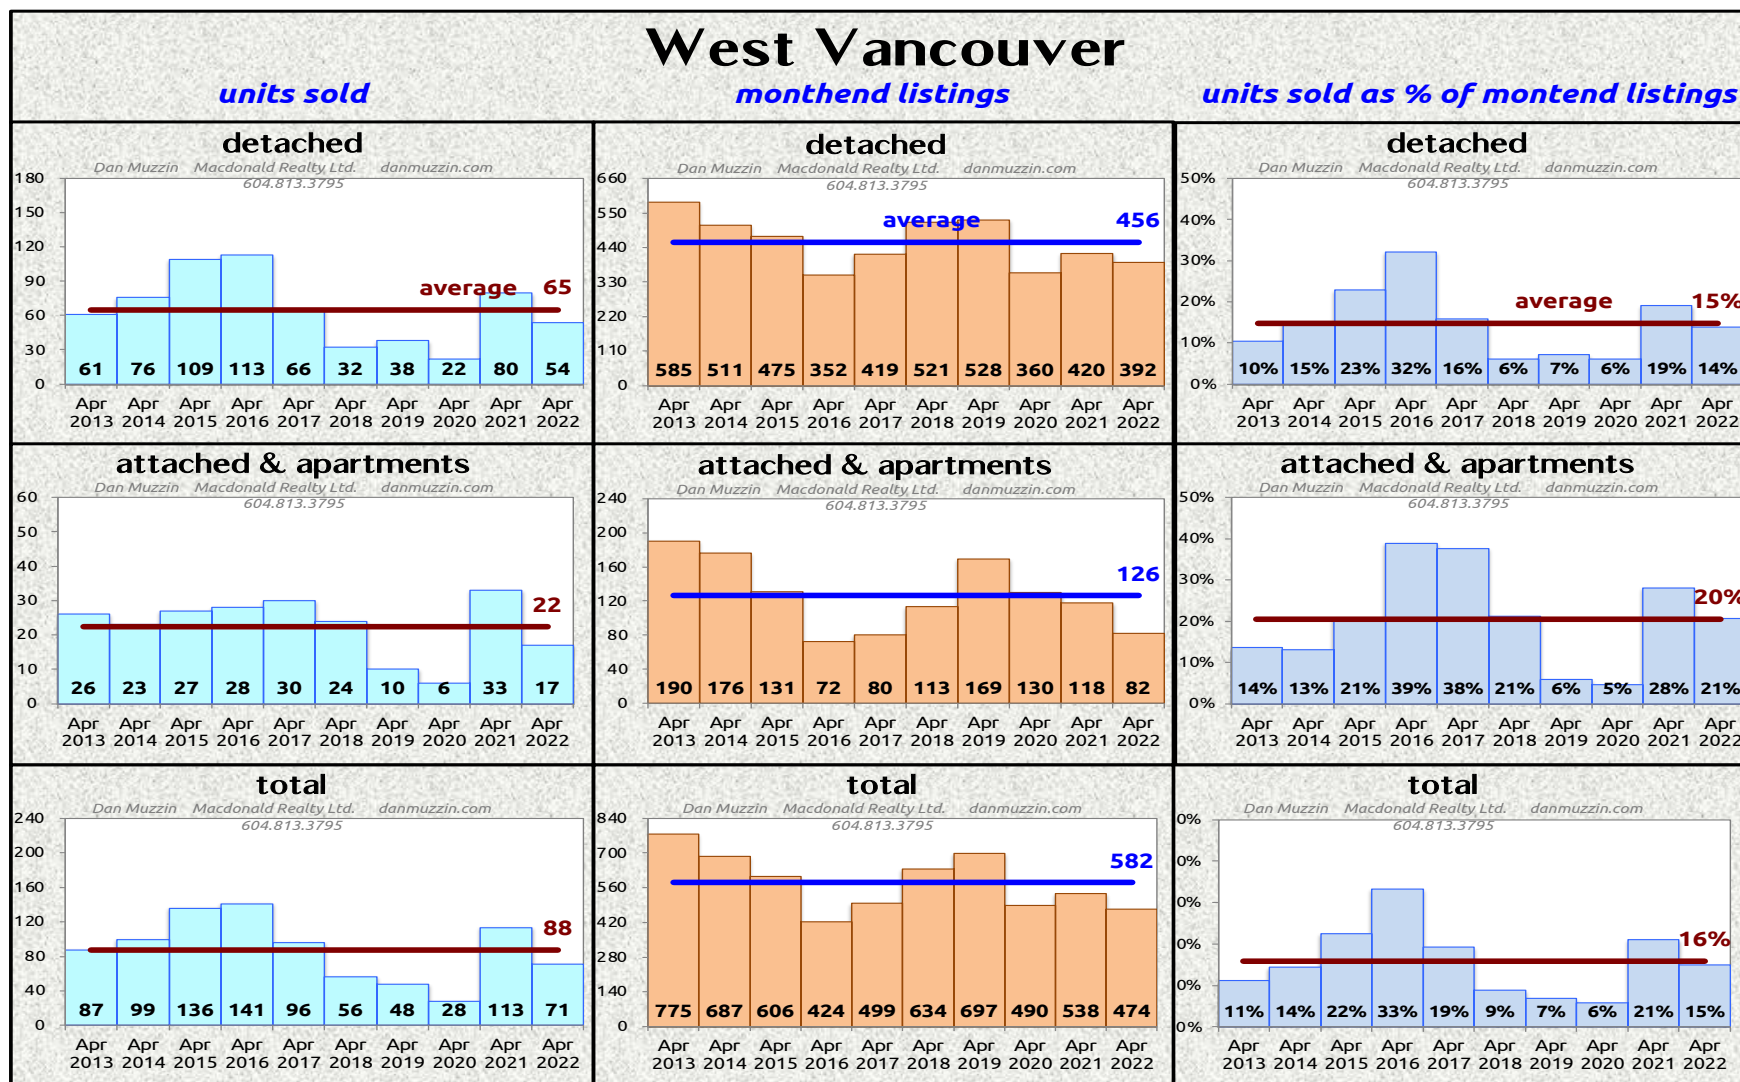 West Vancouver
units sold
monthend listings
units sold as % of montend listings
detached
Dan Muzzin Macdonald Realty Ltd. danmuzzin.com
604.813.3795
180
150
120
90
60
30
0
average 65
61 76 109 113 66 32 38 22 80 54
Apr Apr Apr Apr Apr Apr Apr Apr Apr Apr
2013 2014 2015 2016 2017 2018 2019 2020 2021 2022
detached
Dan Muzzin Macdonald Realty Ltd. danmuzzin.com
604.813.3795
660
550
440
330
220
110
0
average 456
585 511 475 352 419 521 528 360 420 392
Apr Apr Apr Apr Apr Apr Apr Apr Apr Apr
2013 2014 2015 2016 2017 2018 2019 2020 2021 2022
detached
Dan Muzzin Macdonald Realty Ltd. danmuzzin.com
604.813.3795
50%
40%
30%
20%
10%
0%
average 15%
10% 15% 23% 32% 16% 6% 7% 6% 19% 14%
Apr Apr Apr Apr Apr Apr Apr Apr Apr Apr
2013 2014 2015 2016 2017 2018 2019 2020 2021 2022
attached & apartments
Dan Muzzin Macdonald Realty Ltd. danmuzzin.com
604.813.3795
60
50
40
30
20
10
0
22
26 23 27 28 30 24 10 6 33 17
Apr Apr Apr Apr Apr Apr Apr Apr Apr Apr
2013 2014 2015 2016 2017 2018 2019 2020 2021 2022
attached & apartments
Dan Muzzin Macdonald Realty Ltd. danmuzzin.com
604.813.3795
240
200
160
120
80
40
0
126
190 176 131 72 80 113 169 130 118 82
Apr Apr Apr Apr Apr Apr Apr Apr Apr Apr
2013 2014 2015 2016 2017 2018 2019 2020 2021 2022
attached & apartments
Dan Muzzin Macdonald Realty Ltd. danmuzzin.com
604.813.3795
50%
40%
30%
20%
10%
0%
20%
14% 13% 21% 39% 38% 21% 6% 5% 28% 21%
Apr Apr Apr Apr Apr Apr Apr Apr Apr Apr
2013 2014 2015 2016 2017 2018 2019 2020 2021 2022
total
Dan Muzzin Macdonald Realty Ltd. danmuzzin.com
604.813.3795
240
200
160
120
80
40
0
88
87 99 136 141 96 56 48 28 113 71
Apr Apr Apr Apr Apr Apr Apr Apr Apr Apr
2013 2014 2015 2016 2017 2018 2019 2020 2021 2022
total
Dan Muzzin Macdonald Realty Ltd. danmuzzin.com
604.813.3795
840
700
560
420
280
140
0
582
775 687 606 424 499 634 697 490 538 474
Apr Apr Apr Apr Apr Apr Apr Apr Apr Apr
2013 2014 2015 2016 2017 2018 2019 2020 2021 2022
total
Dan Muzzin Macdonald Realty Ltd. danmuzzin.com
604.813.3795
0%
0%
0%
0%
0%
0%
16%
11% 14% 22% 33% 19% 9% 7% 6% 21% 15%
Apr Apr Apr Apr Apr Apr Apr Apr Apr Apr
2013 2014 2015 2016 2017 2018 2019 2020 2021 2022